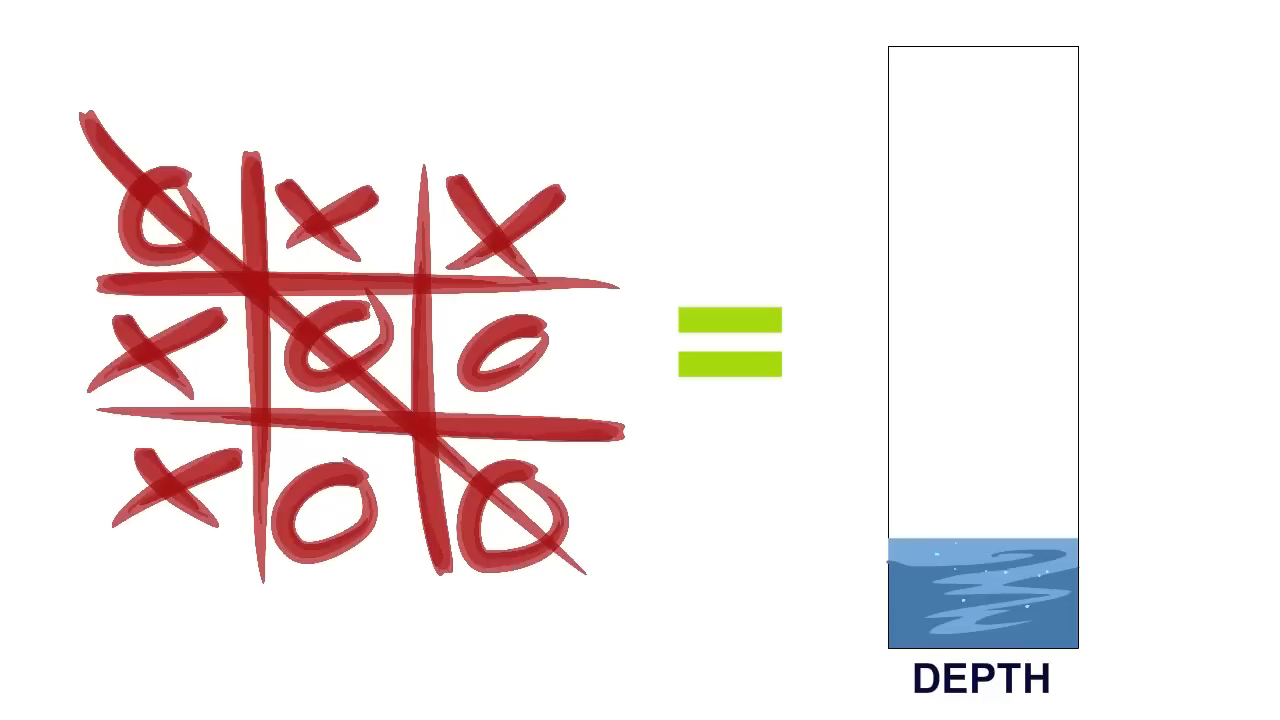 O X X
X O O
X O O
=
DEPTH